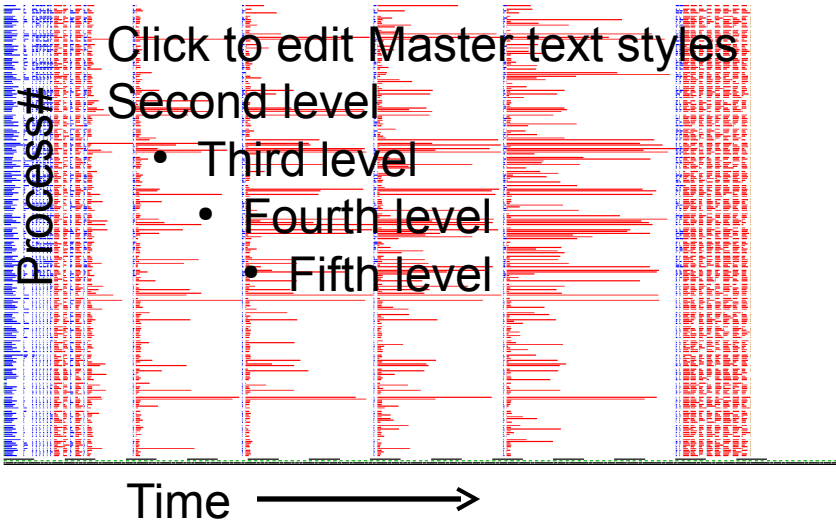 Click to edit Master text styles
Second level
• Third level
• Fourth level
• Fifth level
Process#
Time